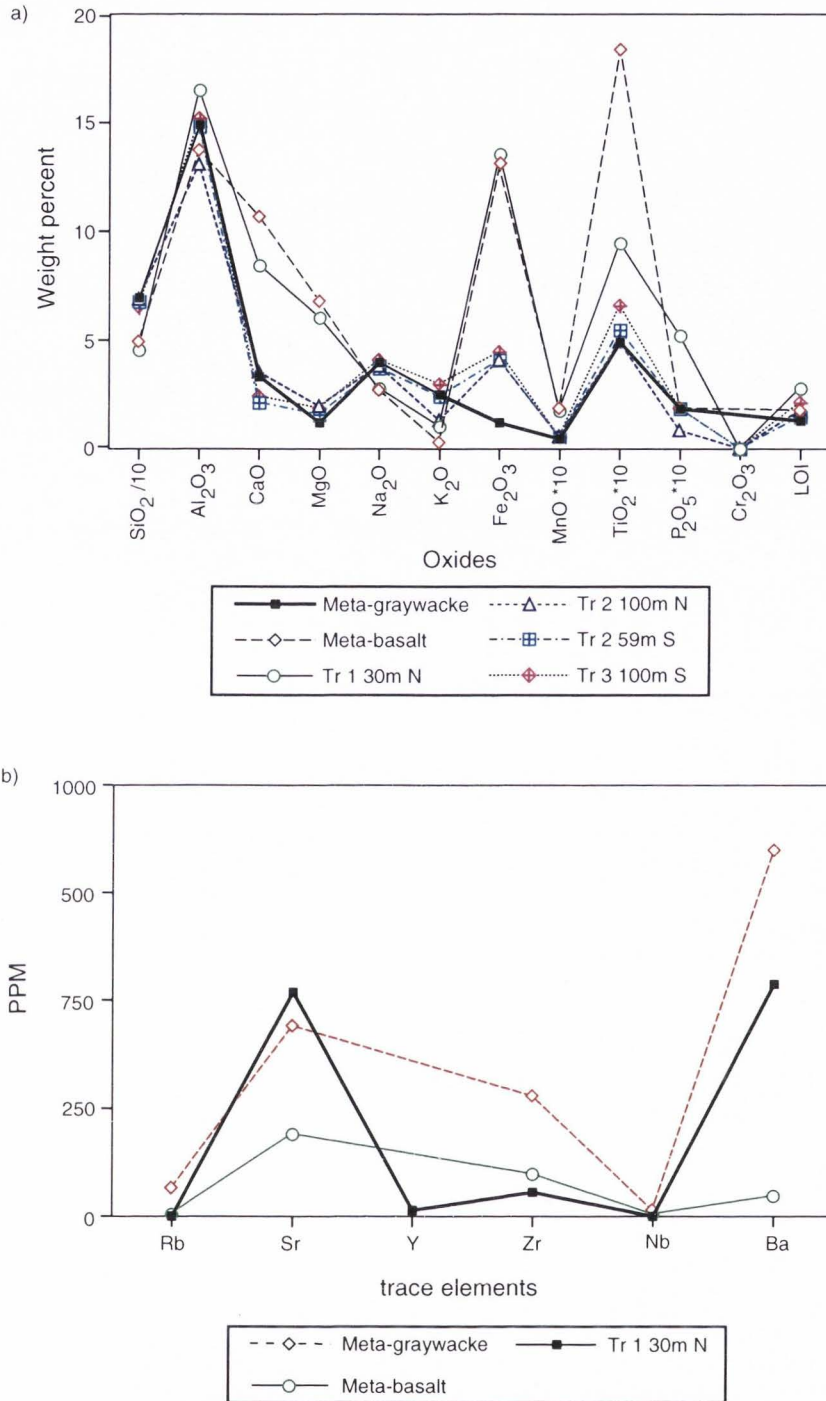 a)
20
15
10
5
0
Weight percent
SiO2 /10
Al2O3
CaO
MgO
Na2O
K2O
Fe2O3
MnO *10
TiO2*10
P2O5*10
Cr2O3
LOI
Oxides
Meta-graywacke
Tr 2 100m N
Meta-basalt
Tr 2 59m S
Tr 1 30m N
Tr 3 100m S
b)
1000
500
750
250
0
PPM
Rb
Sr
Y
Zr
Nb
Ba
trace elements
Meta-graywacke
Tr 1 30m N
Meta-basalt